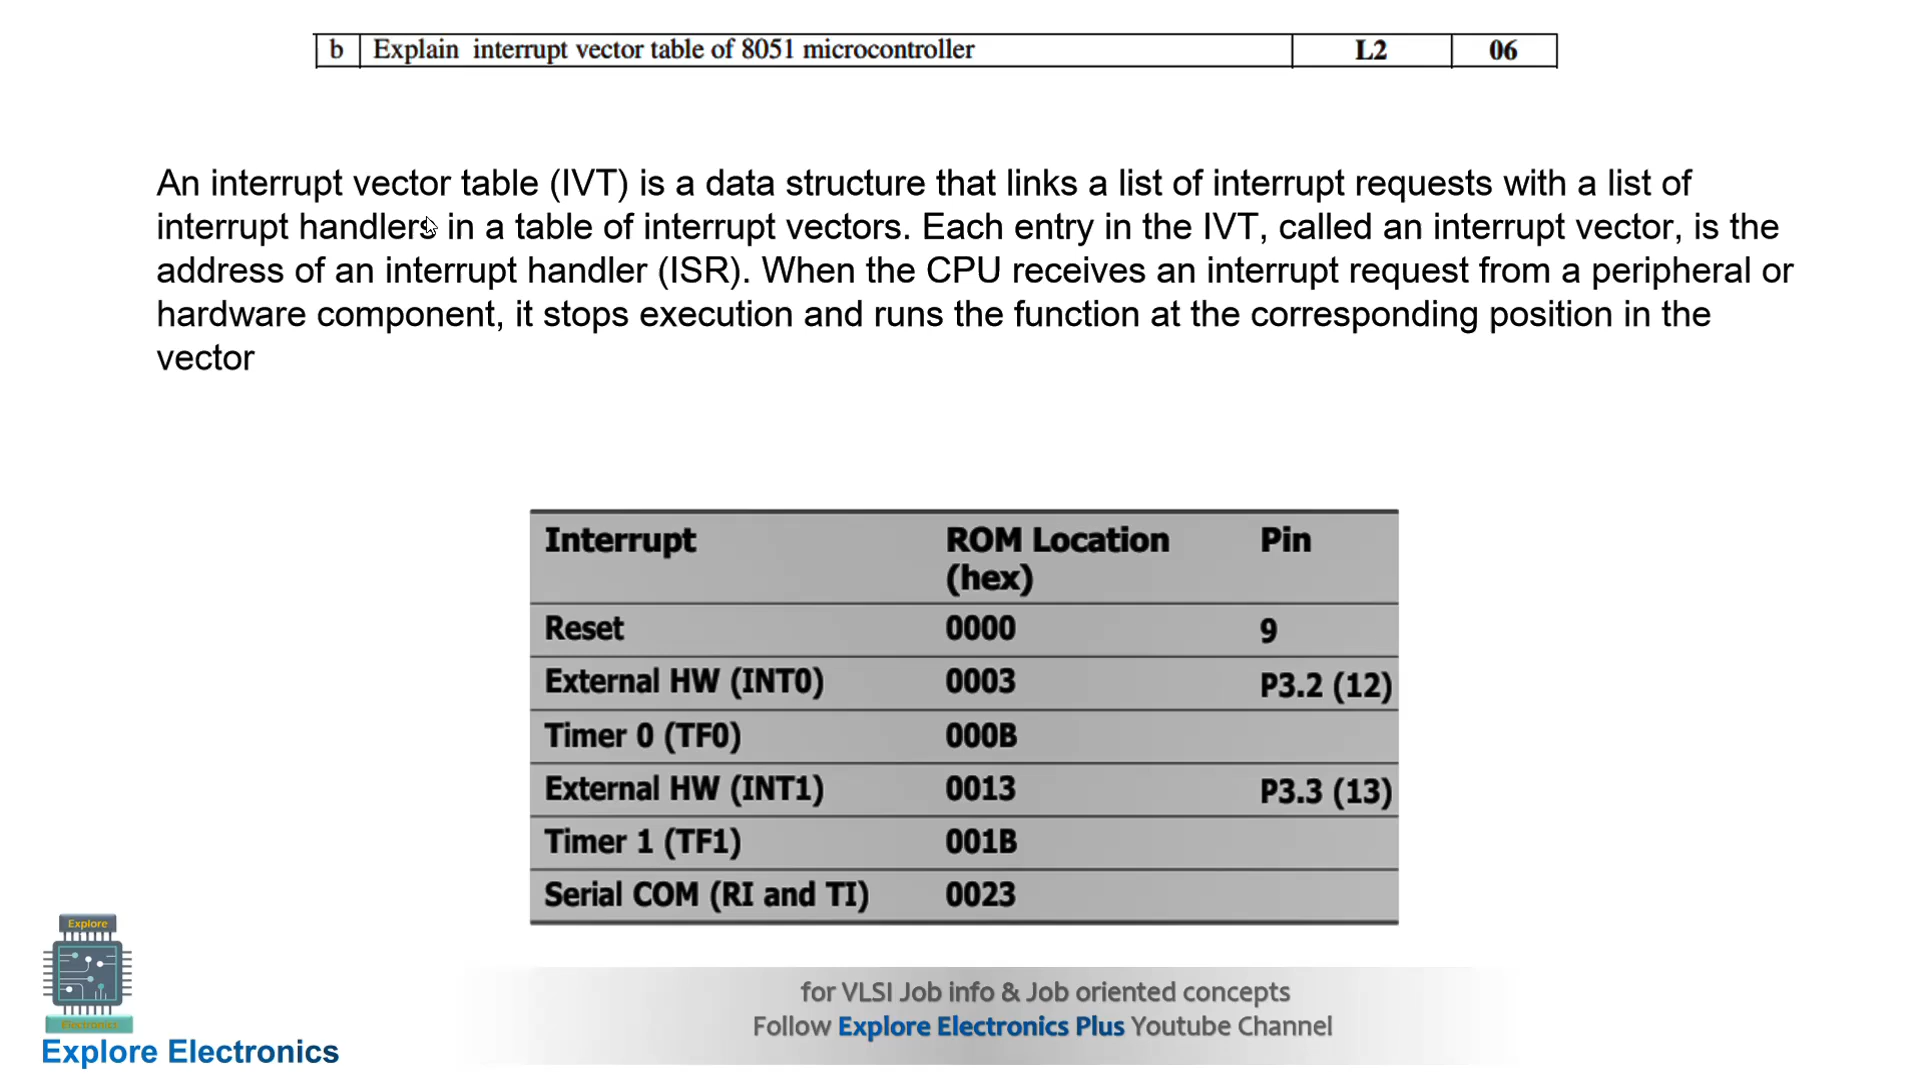 b Explain interrupt vector table of 8051 microcontroller L2 06
An interrupt vector table (IVT) is a data structure that links a list of interrupt requests with a list of
interrupt handlers in a table of interrupt vectors. Each entry in the IVT, called an interrupt vector, is the
address of an interrupt handler (ISR). When the CPU receives an interrupt request from a peripheral or
hardware component, it stops execution and runs the function at the corresponding position in the
vector
Interrupt ROM Location Pin
(hex)
Reset 0000 9
External HW (INT0) 0003 P3.2 (12)
Timer 0 (TF0) 000B
External HW (INT1) 0013 P3.3 (13)
Timer 1 (TF1) 001B
Serial COM (RI and TI) 0023
Explore
Electronics
Explore Electronics
for VLSI Job info & Job oriented concepts
Follow Explore Electronics Plus Youtube Channel